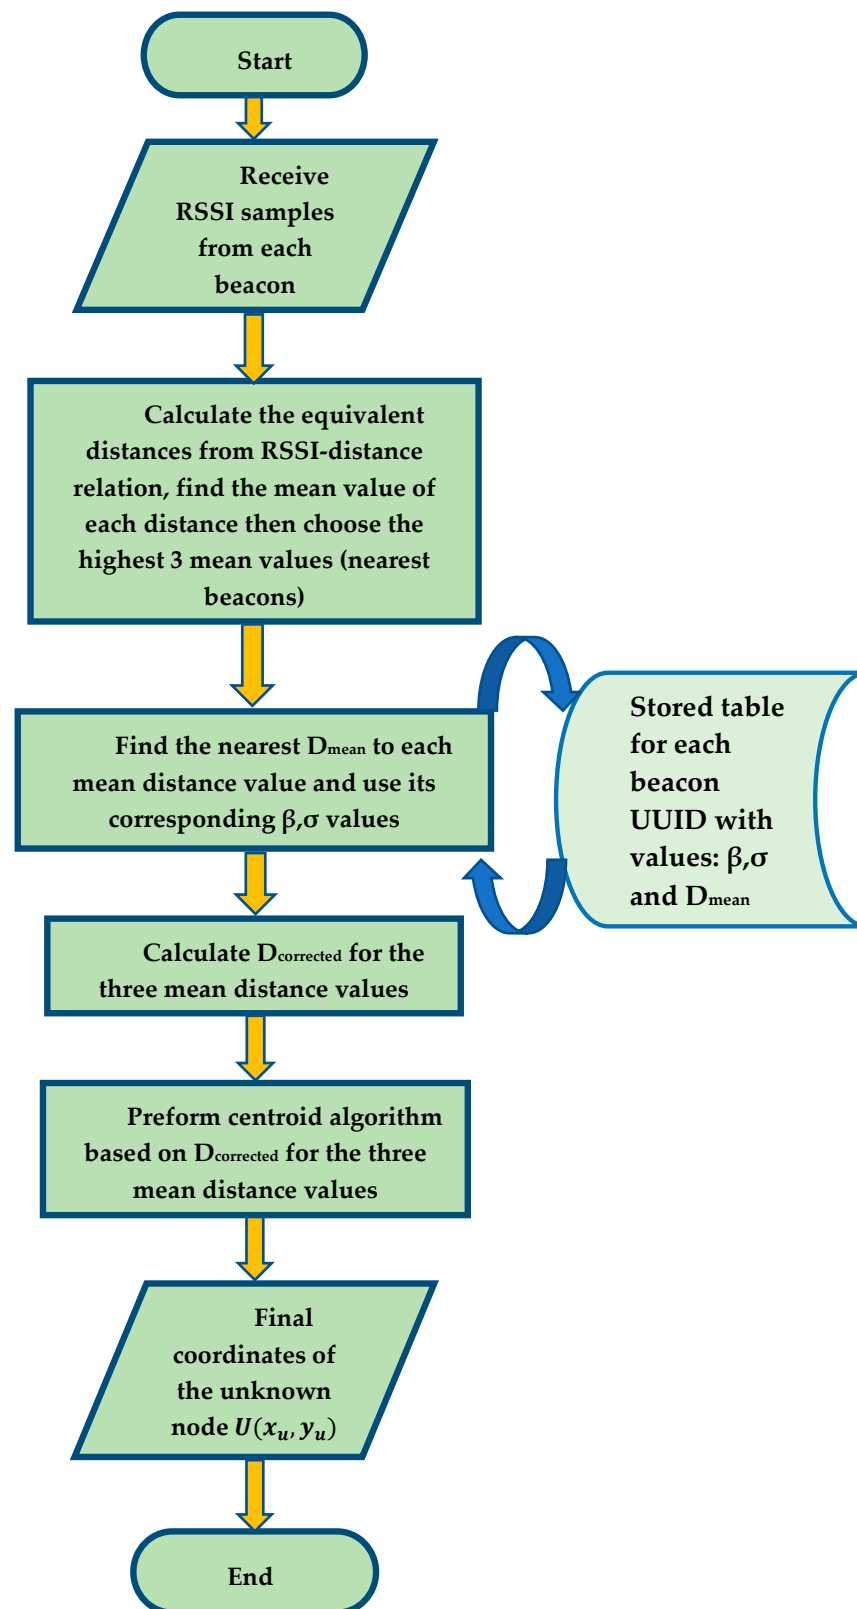 Start
Receive
RSSI samples
from each
beacon
Calculate the equivalent
distances from RSSI-distance
relation, find the mean value of
each distance then choose the
highest 3 mean values (nearest
beacons)
Find the nearest Dmean to each
mean distance value and use its
corresponding β,σ values
Stored table
for each
beacon
UUID with
values: β,σ
and Dmean
Calculate Dcorrected for the
three mean distance values
Preform centroid algorithm
based on Dcorrected for the three
mean distance values
Final
coordinates of
the unknown
node U(xu, yu)
End